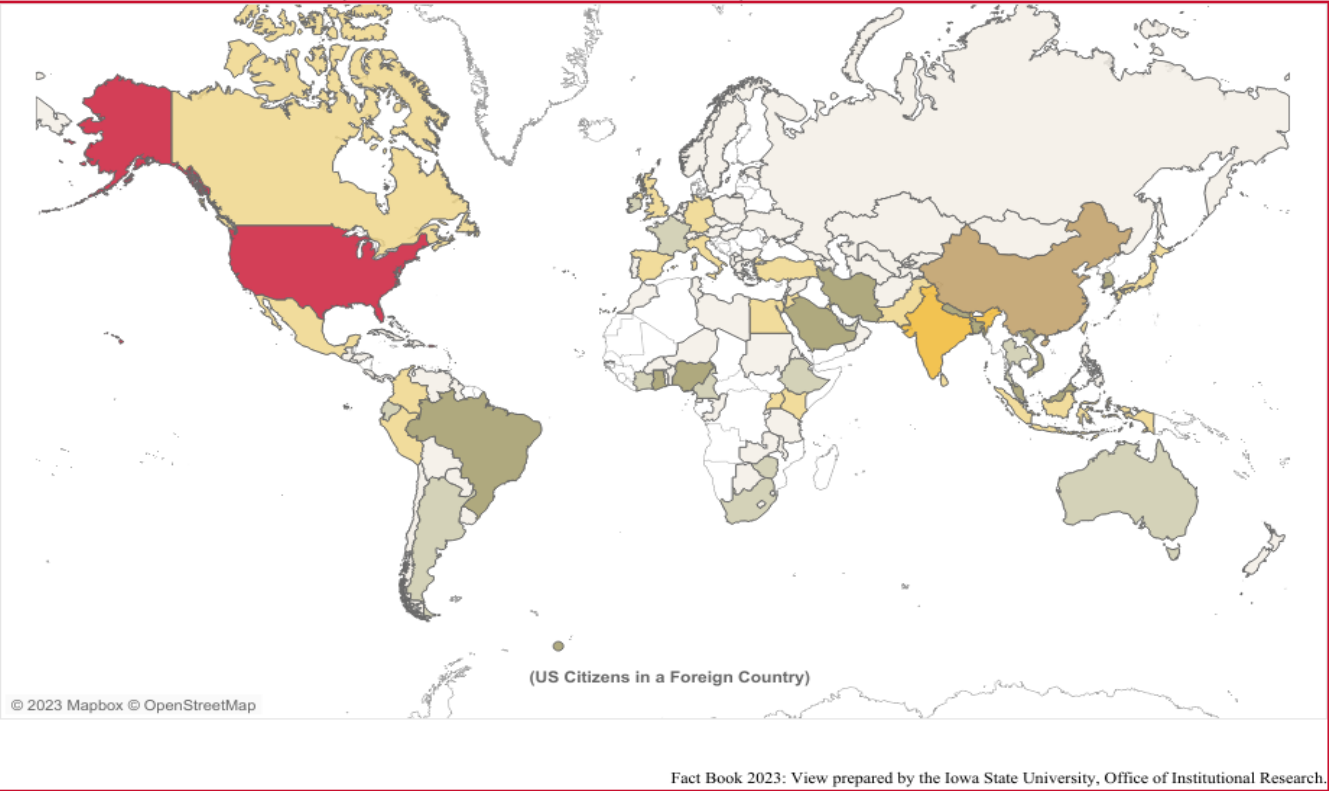 (US Citizens in a Foreign Country)
© 2023 Mapbox © OpenStreetMap
Fact Book 2023: View prepared by the Iowa State University, Office of Institutional Research.